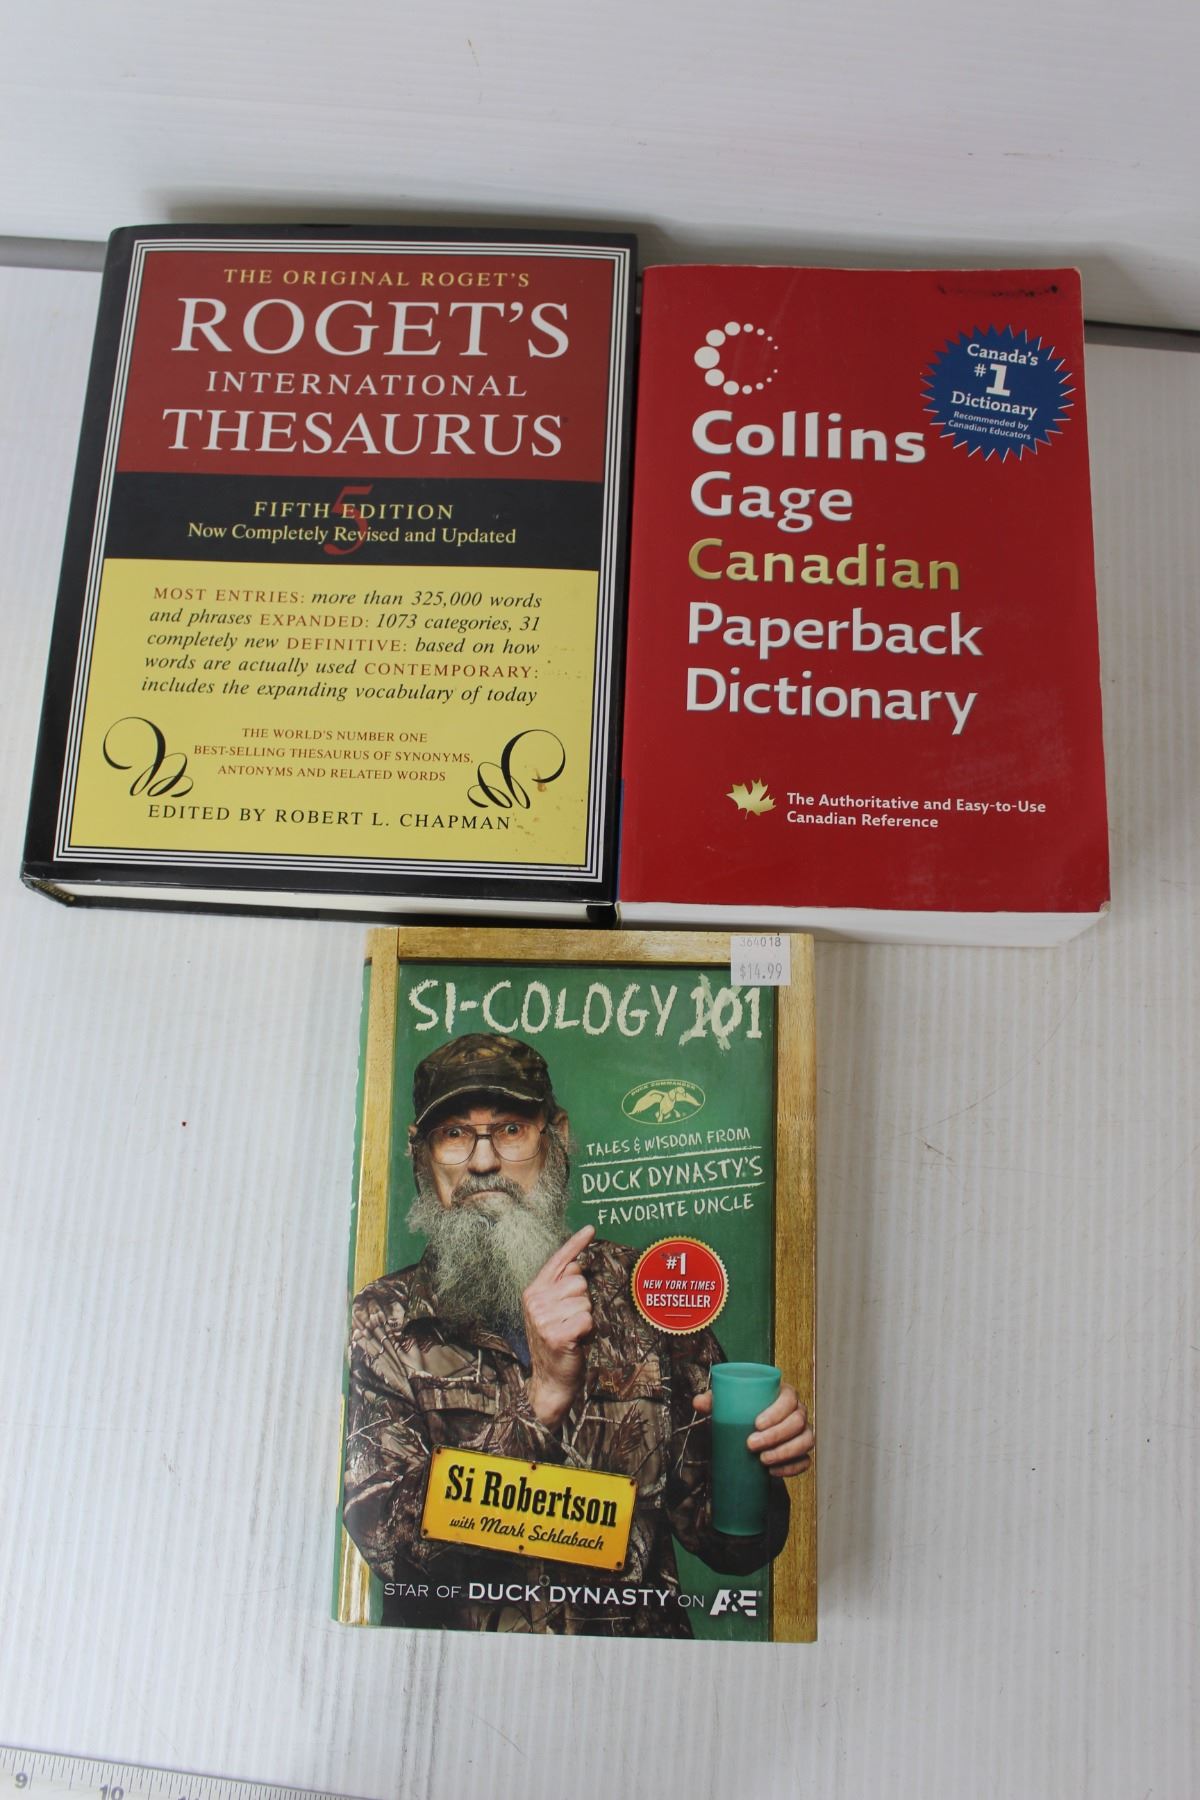 THE ORIGINAL ROGET'S
ROGET'S
INTERNATIONAL
THESAURUS
5
FIFTH EDITION
Now Completely Revised and Updated
MOST ENTRIES: more than 325,000 words
and phrases EXPANDED: 1073 categories, 31
completely new DEFINITIVE: based on how
words are actually used CONTEMPORARY:
includes the expanding vocabulary of today
THE WORLD'S NUMBER ONE
BEST-SELLING THESAURUS OF SYNONYMS,
ANTONYMS AND RELATED WORDS
EDITED BY ROBERT L. CHAPMAN
Canada's
#1
Dictionary
Recommended by
Canadian Educators
Collins
Gage
Canadian
Paperback
Dictionary
The Authoritative and Easy-to-Use
Canadian Reference
364018
$14.99
SI-COLOGY 101
DUCK COMMANDER
TALES & WISDOM FROM
DUCK DYNASTY'S
FAVORITE UNCLE
#1
NEW YORK TIMES
BESTSELLER
Si Robertson
with Mark Schlabach
STAR OF DUCK DYNASTY ON A&E
9 10